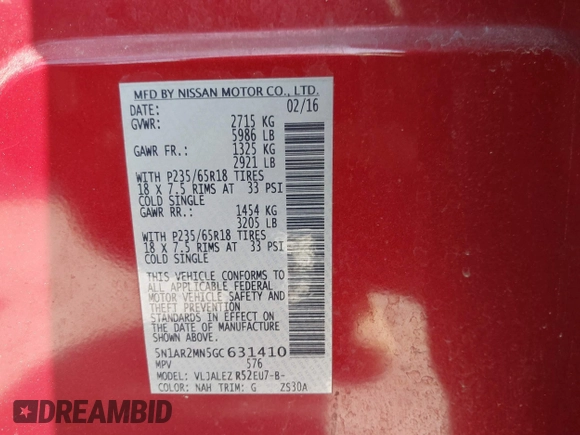 MFD BY NISSAN MOTOR CO., LTD.
DATE: 02/16
GVWR: 2715 KG
5986 LB
GAWR FR.: 1325 KG
2921 LB
WITH P235/65R18 TIRES
18 X 7.5 RIMS AT 33 PSI
COLD SINGLE
GAWR RR.: 1454 KG
3205 LB
WITH P235/65R18 TIRES
18 X 7.5 RIMS AT 33 PSI
COLD SINGLE
THIS VEHICLE CONFORMS TO
ALL APPLICABLE FEDERAL
MOTOR VEHICLE SAFETY AND
THEFT PREVENTION
STANDARDS IN EFFECT ON
THE DATE OF MANUFACTURE
SHOWN ABOVE.
5N1AR2MN5GC631410
MPV 576
MODEL: VLJALEZ R52EU7-B-
COLOR: NAH TRIM: G ZS30A
DREAMBID